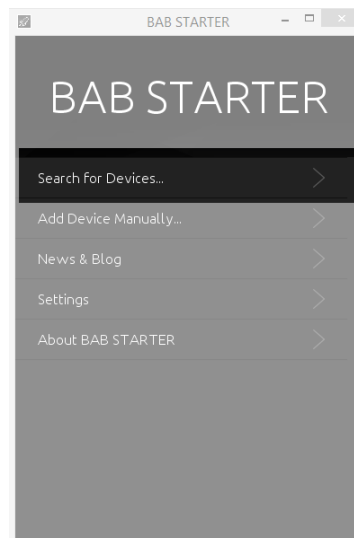 BAB STARTER
BAB STARTER
Search for Devices...
Add Device Manually...
News & Blog
Settings
About BAB STARTER